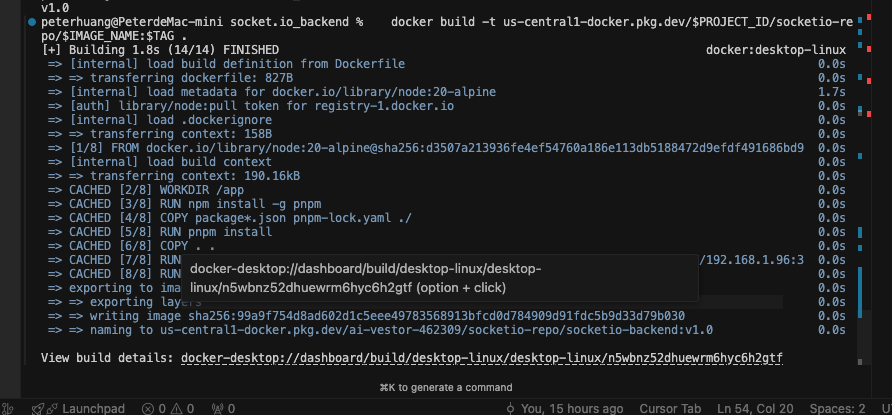 v1.0
peterhuang@PeterdeMac-mini socket.io_backend %    docker build -t us-central1-docker.pkg.dev/$PROJECT_ID/socketio-re
po/$IMAGE_NAME:$TAG .
[+] Building 1.8s (14/14) FINISHED docker:desktop-linux
=> [internal] load build definition from Dockerfile 0.0s
=> => transferring dockerfile: 827B 0.0s
=> [internal] load metadata for docker.io/library/node:20-alpine 1.7s
=> [auth] library/node:pull token for registry-1.docker.io 0.0s
=> [internal] load .dockerignore 0.0s
=> => transferring context: 158B 0.0s
=> [1/8] FROM docker.io/library/node:20-alpine@sha256:d3507a213936fe4ef54760a186e113db5188472d9efdf491686bd9 0.0s
=> [internal] load build context 0.0s
=> => transferring context: 190.16kB 0.0s
=> CACHED [2/8] WORKDIR /app 0.0s
=> CACHED [3/8] RUN npm install -g pnpm 0.0s
=> CACHED [4/8] COPY package*.json pnpm-lock.yaml ./ 0.0s
=> CACHED [5/8] RUN pnpm install 0.0s
=> CACHED [6/8] COPY . . 0.0s
=> CACHED [7/8] RUN /192.168.1.96:3 0.0s
=> CACHED [8/8] RUN 0.0s
docker-desktop://dashboard/build/desktop-linux/desktop-
linux/n5wbnz52dhuewrm6hyc6h2gtf (option + click)
=> exporting to ima 0.0s
=> => exporting layers 0.0s
=> => writing image sha256:99a9f754d8ad602d1c5eee49783568913bfcd0d784909d91fdc5b9d33d79b030 0.0s
=> => naming to us-central1-docker.pkg.dev/ai-vestor-462309/socketio-repo/socketio-backend:v1.0 0.0s
View build details: docker-desktop://dashboard/build/desktop-linux/desktop-linux/n5wbnz52dhuewrm6hyc6h2gtf
⌘K to generate a command
Launchpad 0 0 0 You, 15 hours ago Cursor Tab Ln 54, Col 20 Spaces: 2 U